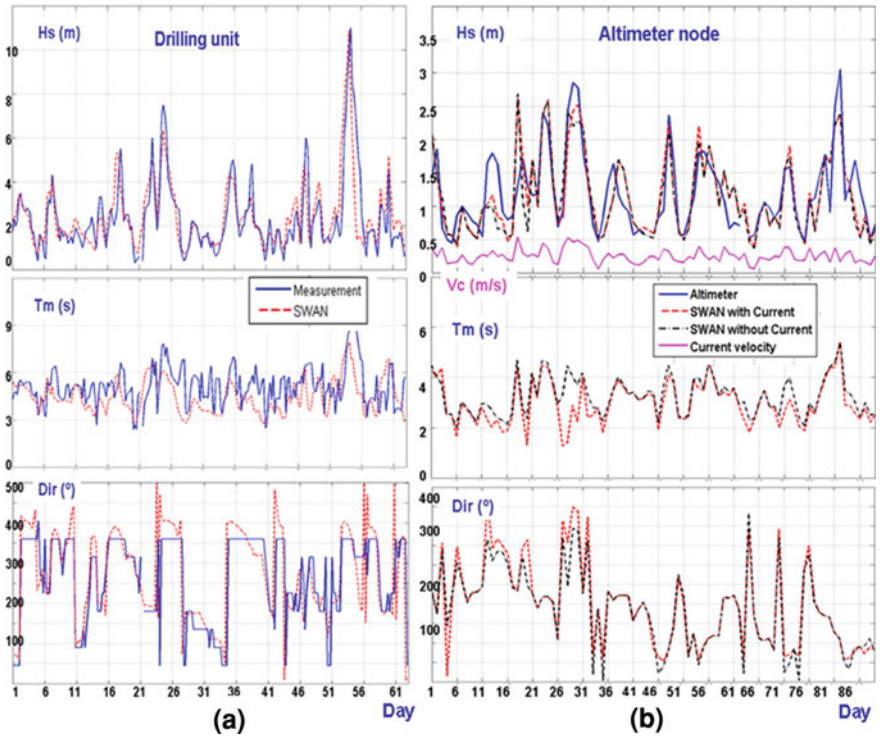 Hs (m)
Drilling unit
10
8
6
4
2
0
Tm (s)
Measurement
SWAN
9
6
3
0
500
Dir (º)
400
300
200
100
1 6 11 16 21 26 31 36 41 46 51 56 61
(a)
Day
Hs (m)
Altimeter node
3.5
3
2.5
2
1.5
1
0.5
0
Vc (m/s)
Tm (s)
Altimeter
SWAN with Current
SWAN without Current
Current velocity
6
4
2
0
400
Dir (º)
300
200
100
1 6 11 16 21 26 31 36 41 46 51 56 61 66 71 76 81 86
(b)
Day